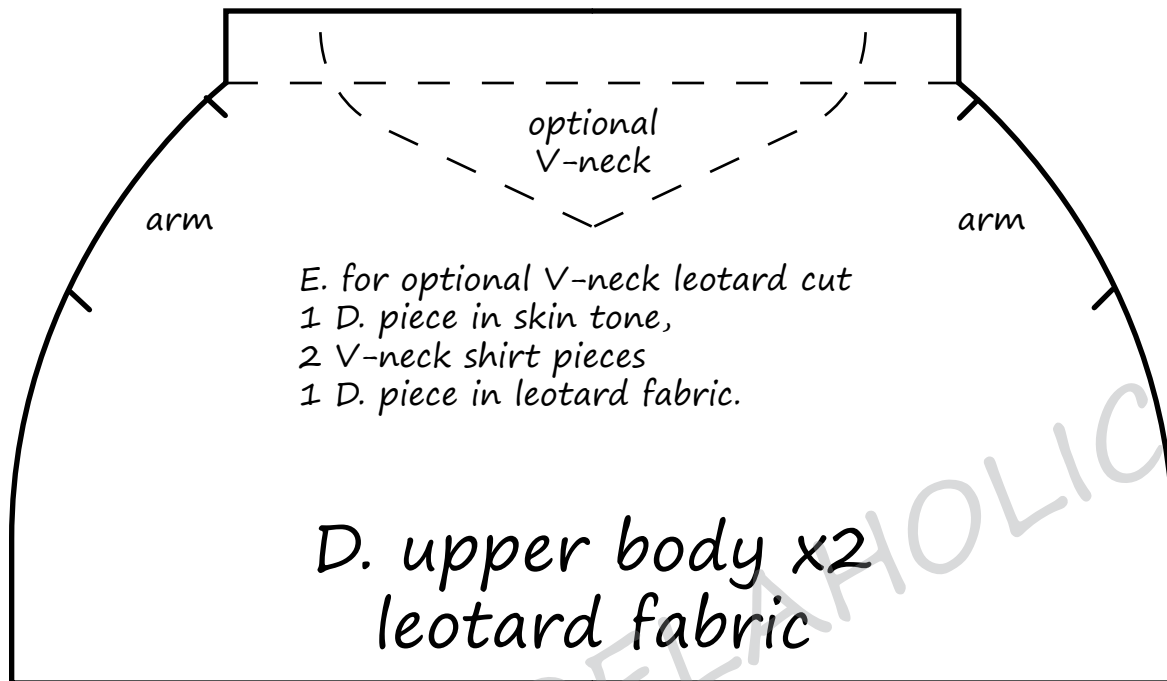 optional
V-neck
arm
arm
E. for optional V-neck leotard cut
1 D. piece in skin tone,
2 V-neck shirt pieces
1 D. piece in leotard fabric.
D. upper body x2
leotard fabric
ELAHOLIC